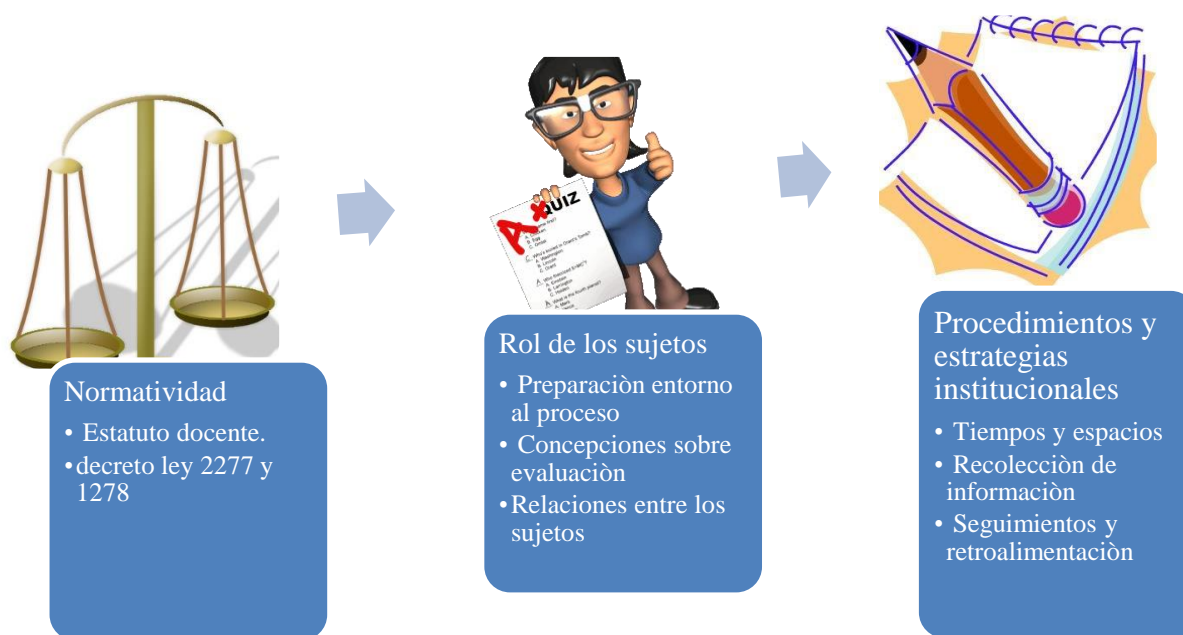 A+
QUIZ
Normatividad
• Estatuto docente.
• decreto ley 2277 y
1278
Rol de los sujetos
• Preparaciòn entorno
al proceso
• Concepciones sobre
evaluaciòn
• Relaciones entre los
sujetos
Procedimientos y
estrategias
institucionales
• Tiempos y espacios
• Recolecciòn de
informaciòn
• Seguimientos y
retroalimentaciòn